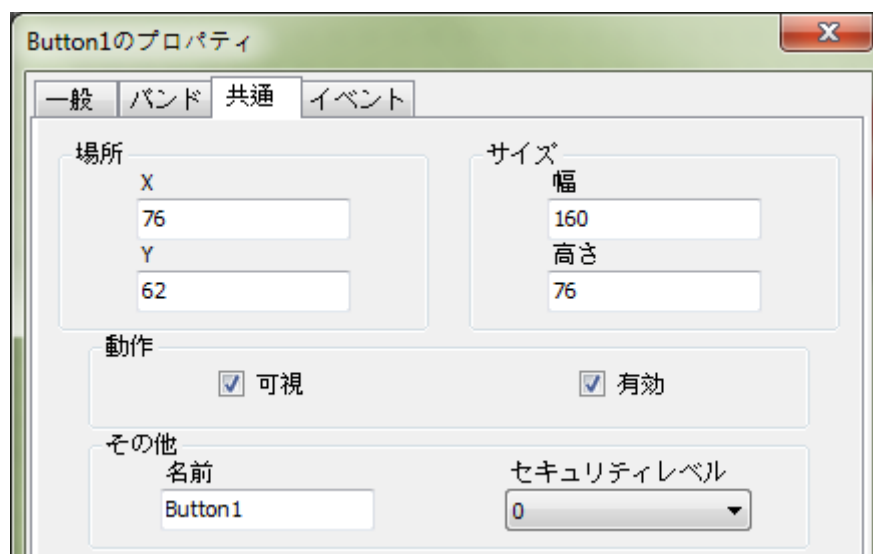 Button1のプロパティ
一般 バンド 共通 イベント
場所 サイズ
X 幅
76 160
Y 高さ
62 76
動作
可視 有効
その他
名前 セキュリティレベル
Button1 0